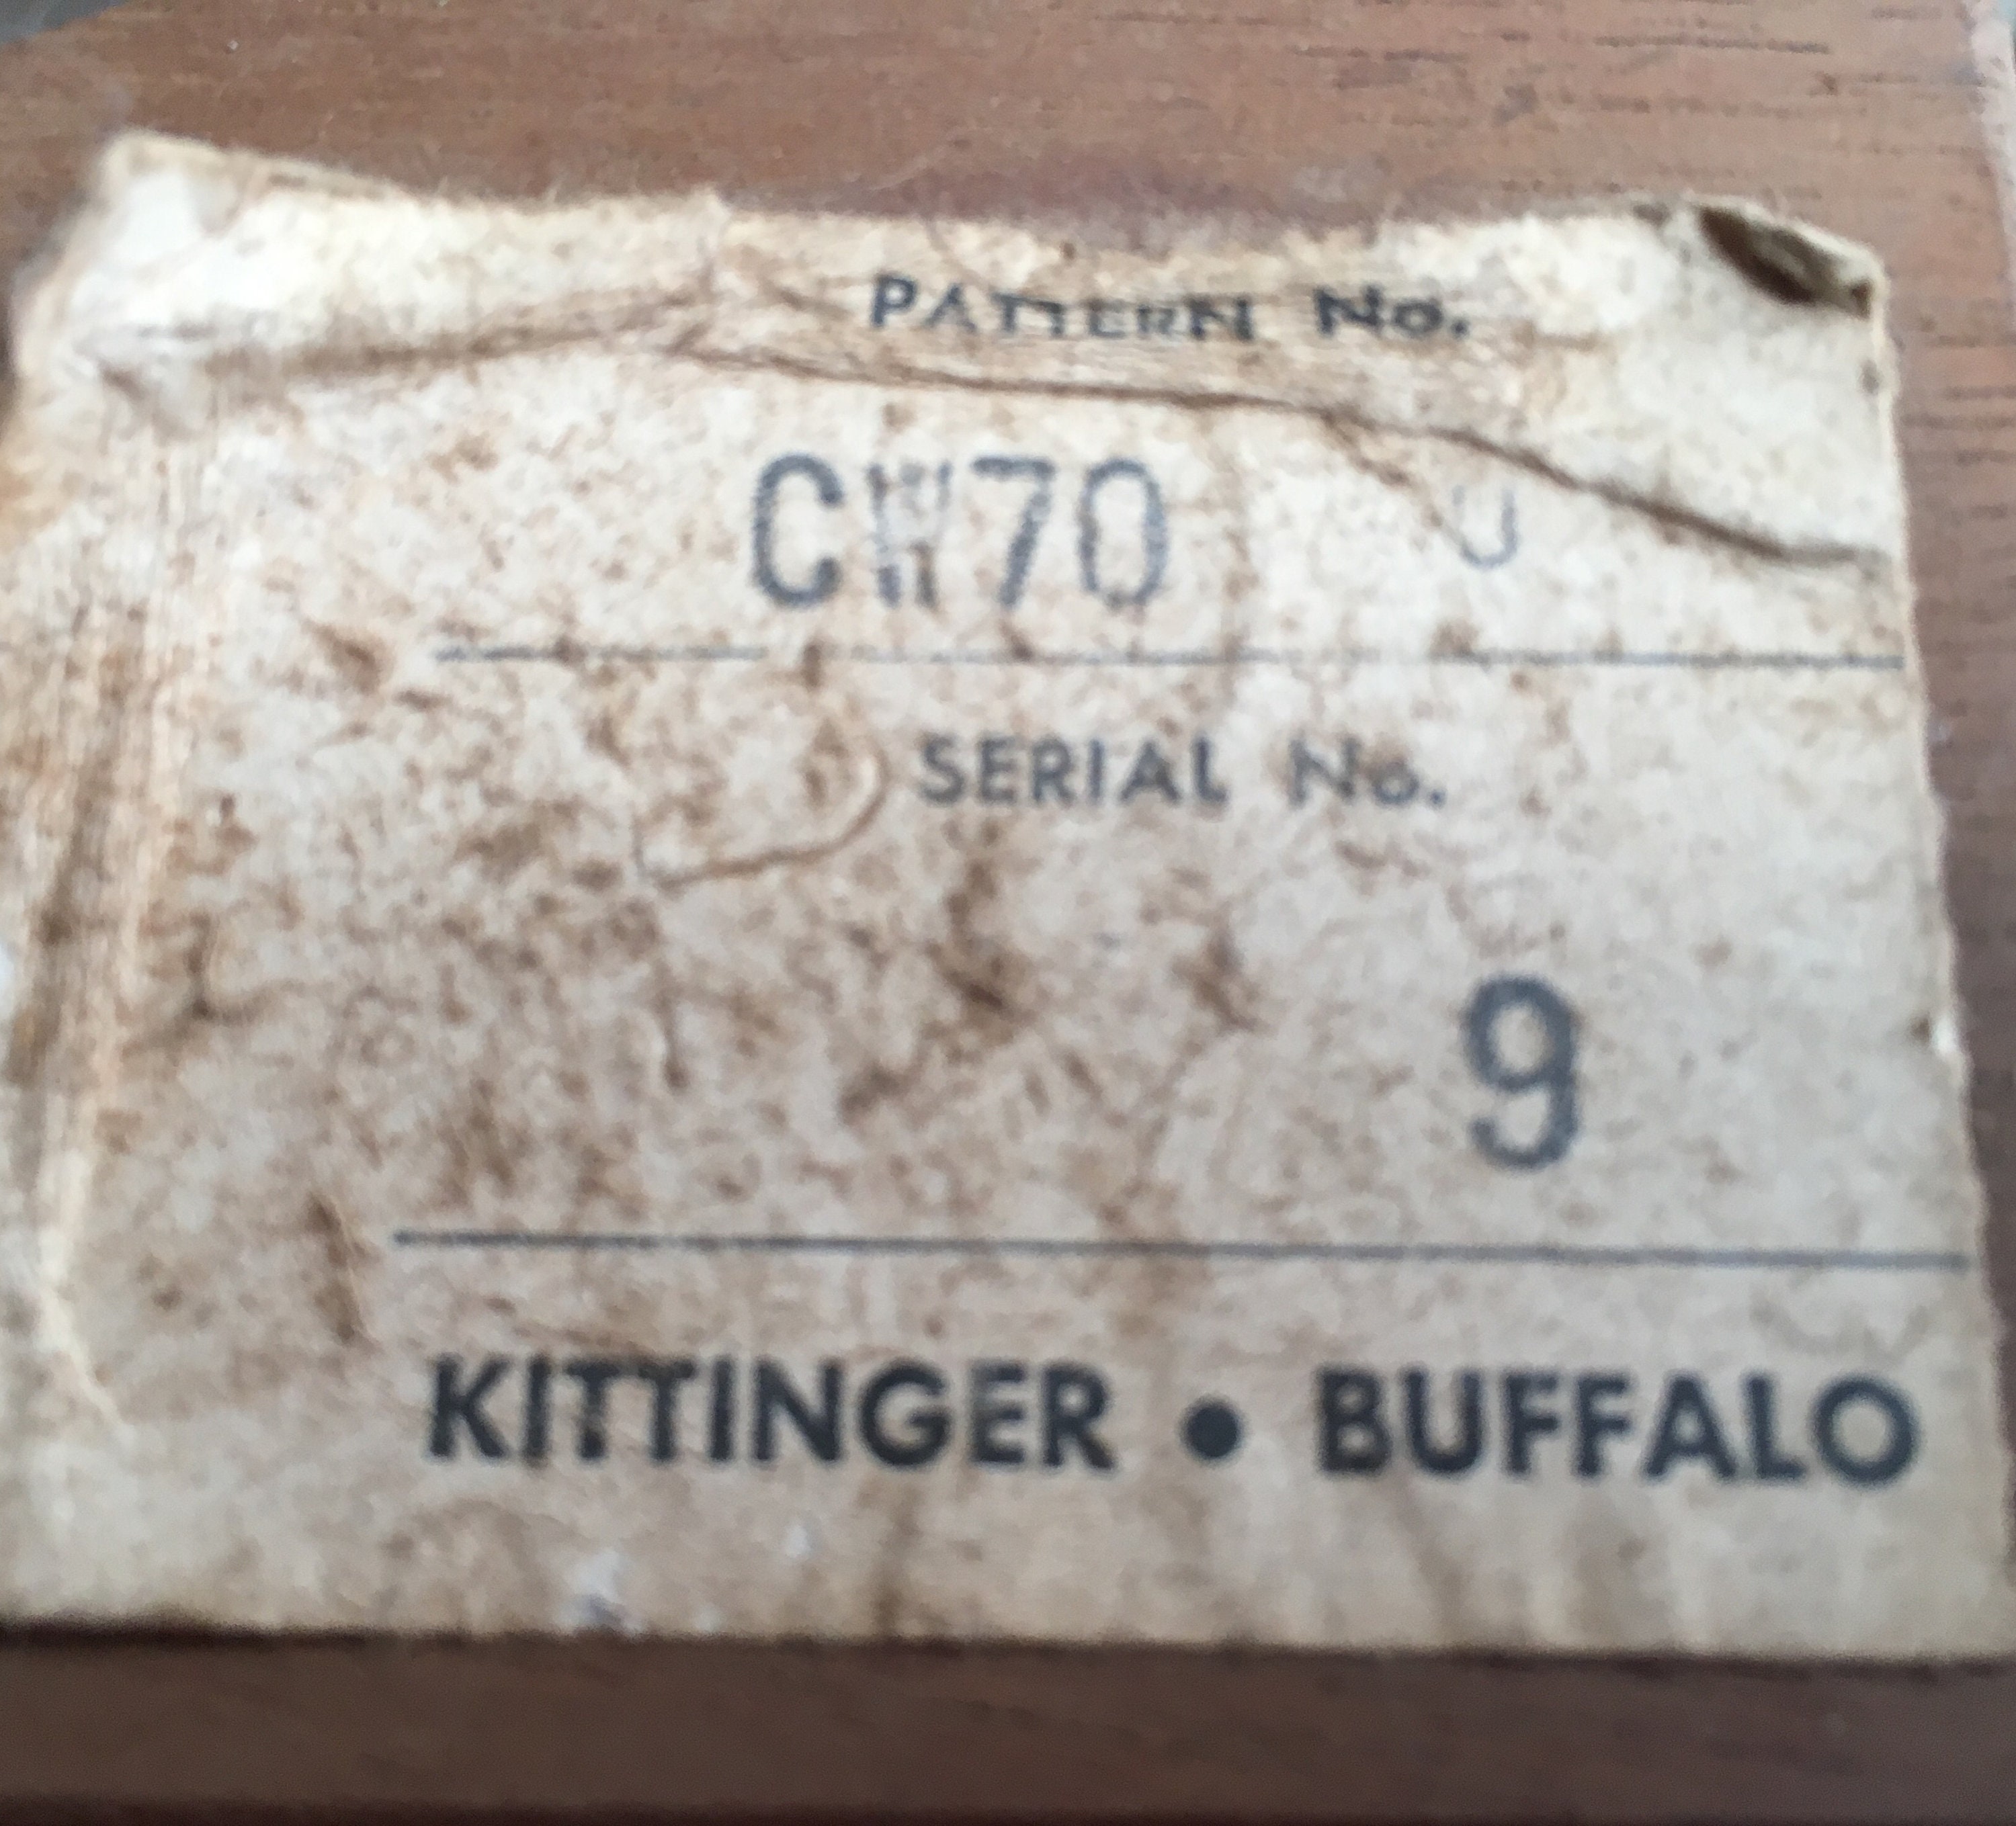 PATTERN No.
CW70 U
SERIAL No.
9
KITTINGER • BUFFALO